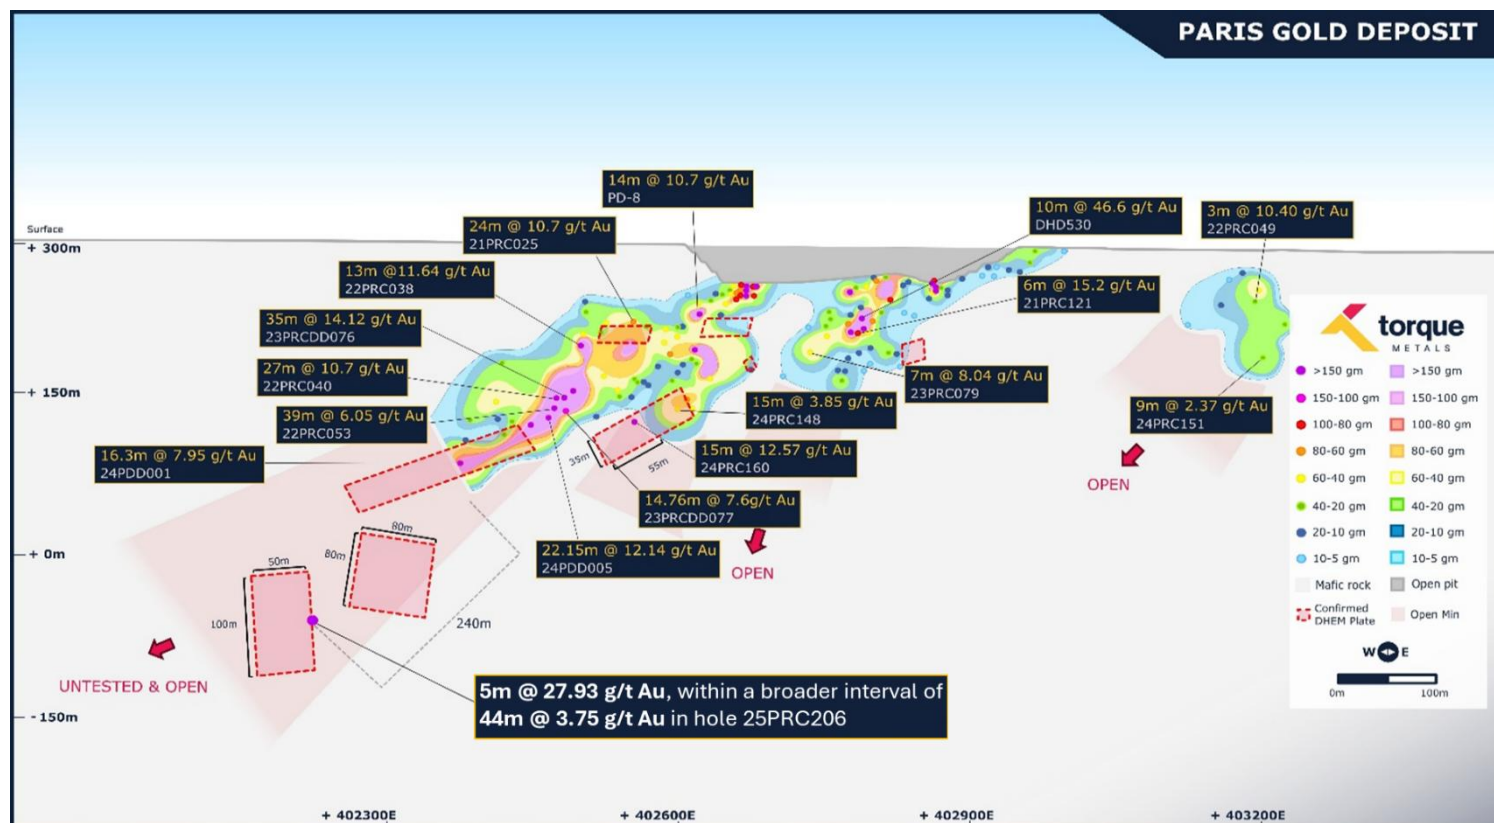 PARIS GOLD DEPOSIT
14m @ 10.7 g/t Au
PD-8
10m @ 46.6 g/t Au
DHD530
3m @ 10.40 g/t Au
22PRC049
24m @ 10.7 g/t Au
21PRC025
Surface
+ 300m
13m @11.64 g/t Au
22PRC038
6m @ 15.2 g/t Au
21PRC121
35m @ 14.12 g/t Au
23PRCDD076
27m @ 10.7 g/t Au
22PRC040
7m @ 8.04 g/t Au
23PRC079
+ 150m
15m @ 3.85 g/t Au
24PRC148
9m @ 2.37 g/t Au
24PRC151
39m @ 6.05 g/t Au
22PRC053
16.3m @ 7.95 g/t Au
24PDD001
15m @ 12.57 g/t Au
24PRC160
35m
55m
OPEN
14.76m @ 7.6g/t Au
23PRCDD077
22.15m @ 12.14 g/t Au
24PDD005
OPEN
+ 0m
80m
80m
50m
100m
240m
UNTESTED & OPEN
5m @ 27.93 g/t Au, within a broader interval of
44m @ 3.75 g/t Au in hole 25PRC206
- 150m
+ 402300E
+ 402600E
+ 402900E
+ 403200E
torque
METALS
>150 gm >150 gm
150-100 gm 150-100 gm
100-80 gm 100-80 gm
80-60 gm 80-60 gm
60-40 gm 60-40 gm
40-20 gm 40-20 gm
20-10 gm 20-10 gm
10-5 gm 10-5 gm
Mafic rock Open pit
Confirmed
DHEM Plate Open Min
W E
0m 100m